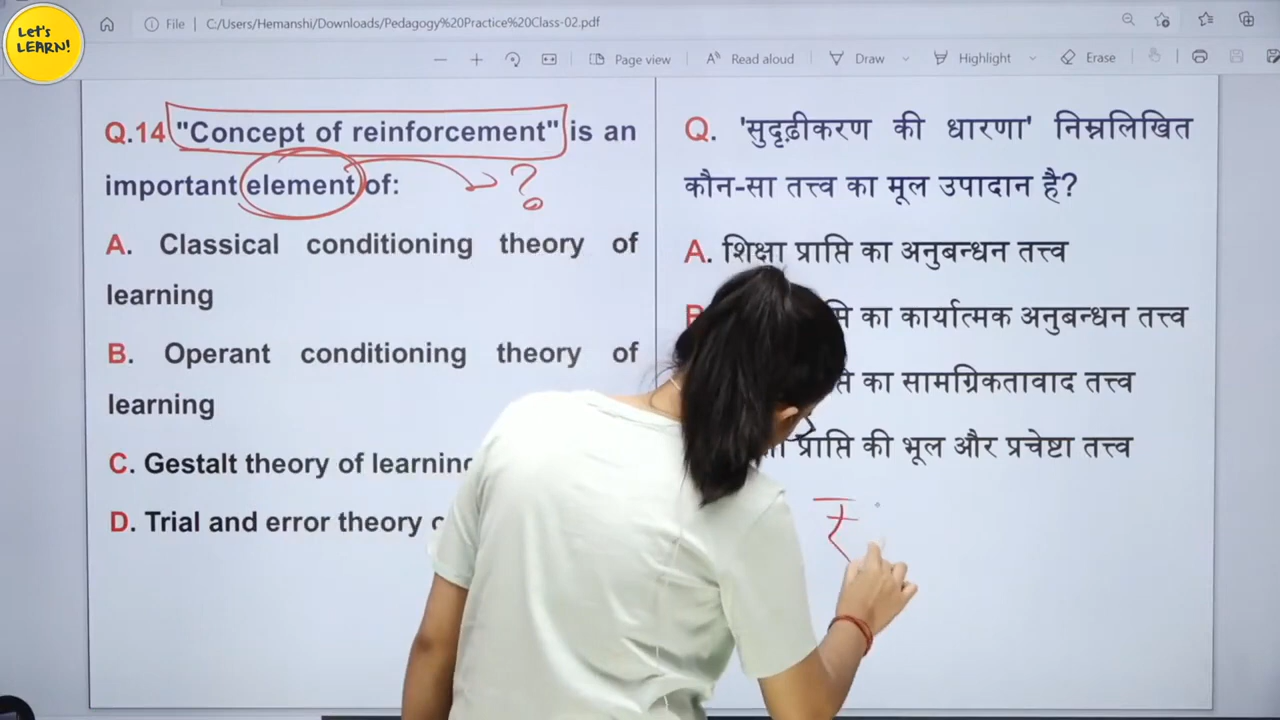 Let's
LEARN!
File
C:/Users/Hemanshi/Downloads/Pedagogy%20Practice%20Class-02.pdf
Page view
Read aloud
Draw
Highlight
Erase
Q.14 "Concept of reinforcement" is an
important element of:
?
A. Classical conditioning theory of
learning
B. Operant conditioning theory of
learning
C. Gestalt theory of learning
D. Trial and error theory
Q. 'सुदृढ़ीकरण की धारणा' निम्नलिखित
कौन-सा तत्त्व का मूल उपादान है?
A. शिक्षा प्राप्ति का अनुबन्धन तत्त्व
का कार्यात्मक अनुबन्धन तत्त्व
का सामग्रिकतावाद तत्त्व
प्राप्ति की भूल और प्रचेष्टा तत्त्व